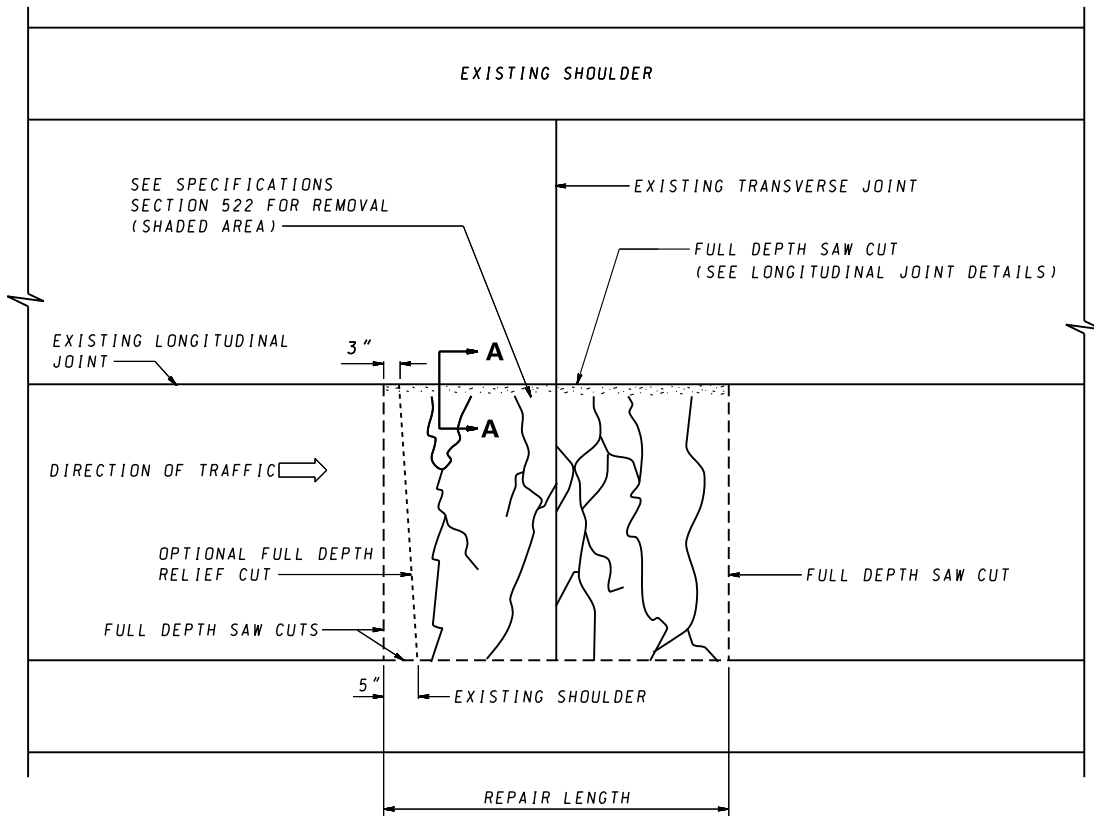 EXISTING SHOULDER
SEE SPECIFICATIONS
SECTION 522 FOR REMOVAL
(SHADED AREA)
EXISTING TRANSVERSE JOINT
FULL DEPTH SAW CUT
(SEE LONGITUDINAL JOINT DETAILS)
EXISTING LONGITUDINAL
JOINT
3"
A
A
DIRECTION OF TRAFFIC
OPTIONAL FULL DEPTH
RELIEF CUT
FULL DEPTH SAW CUT
FULL DEPTH SAW CUTS
5"
EXISTING SHOULDER
REPAIR LENGTH